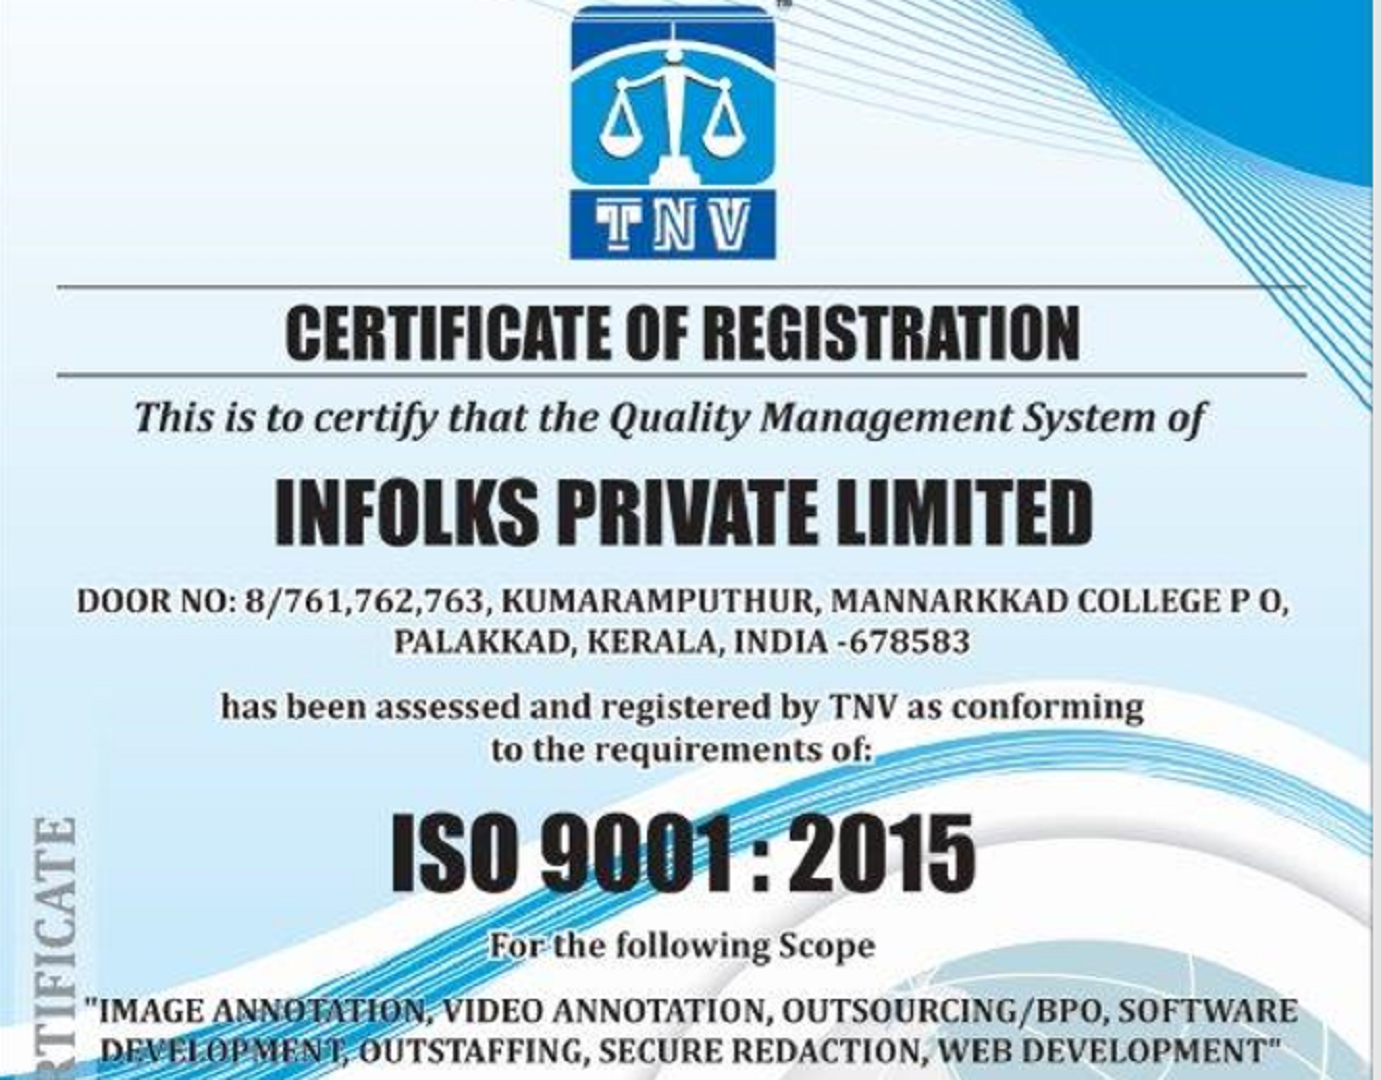 TM
TNV
CERTIFICATE OF REGISTRATION
This is to certify that the Quality Management System of
INFOLKS PRIVATE LIMITED
DOOR NO: 8/761,762,763, KUMARAMPUTHUR, MANNARKKAD COLLEGE P O,
PALAKKAD, KERALA, INDIA -678583
has been assessed and registered by TNV as conforming
to the requirements of:
ISO 9001 : 2015
For the following Scope
"IMAGE ANNOTATION, VIDEO ANNOTATION, OUTSOURCING/BPO, SOFTWARE
DEVELOPMENT, OUTSTAFFING, SECURE REDACTION, WEB DEVELOPMENT"
RTIFICATE